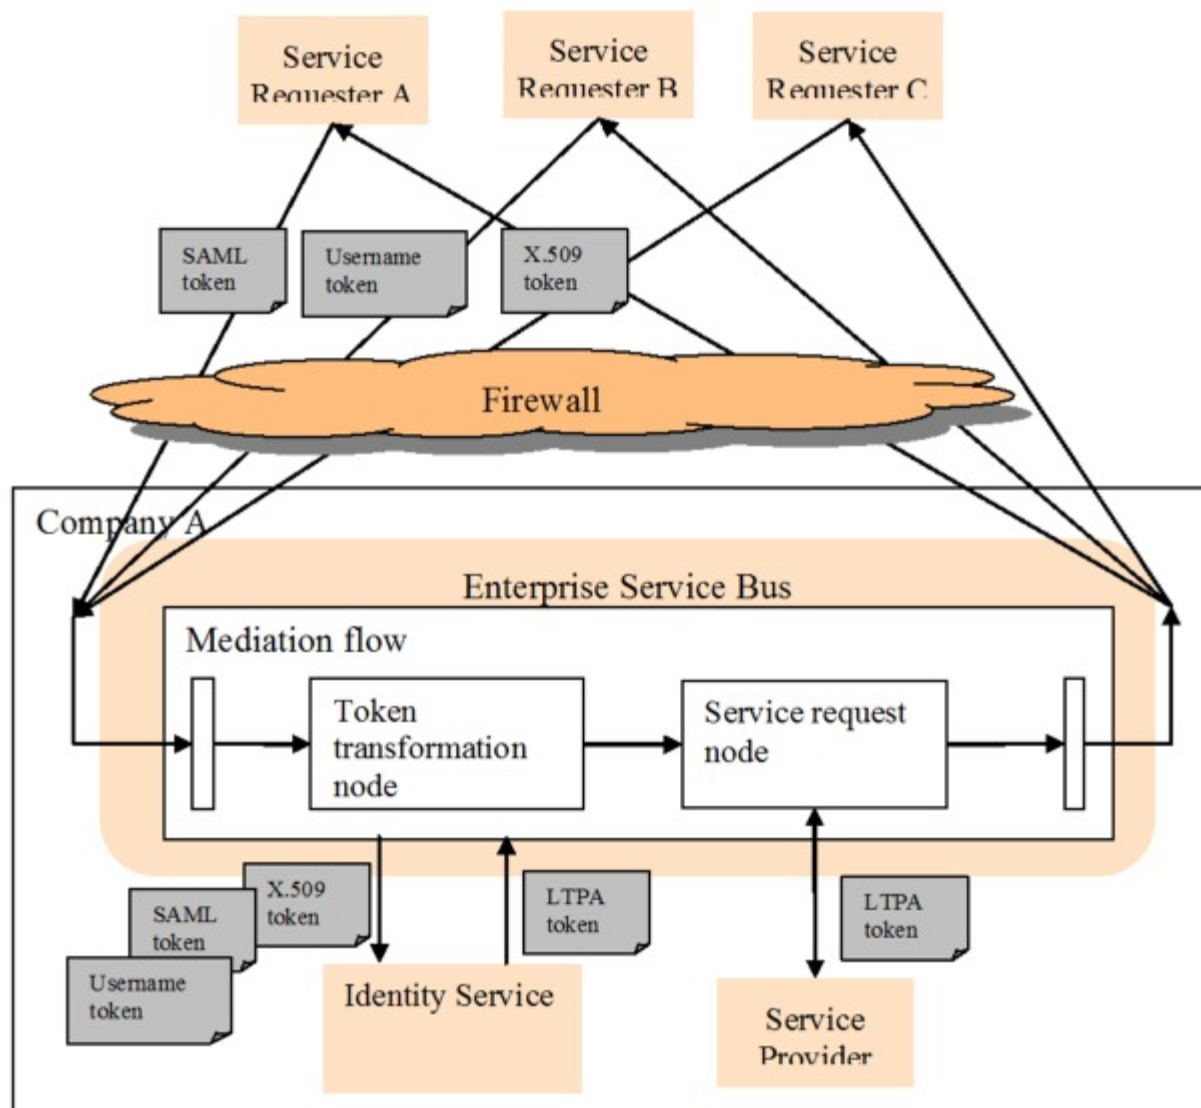 Service
Requester A
Service
Requester B
Service
Requester C
SAML
token
Username
token
X.509
token
Firewall
Company A
Enterprise Service Bus
Mediation flow
Token
transformation
node
Service request
node
X.509
token
SAML
token
Username
token
LTPA
token
LTPA
token
Identity Service
Service
Provider